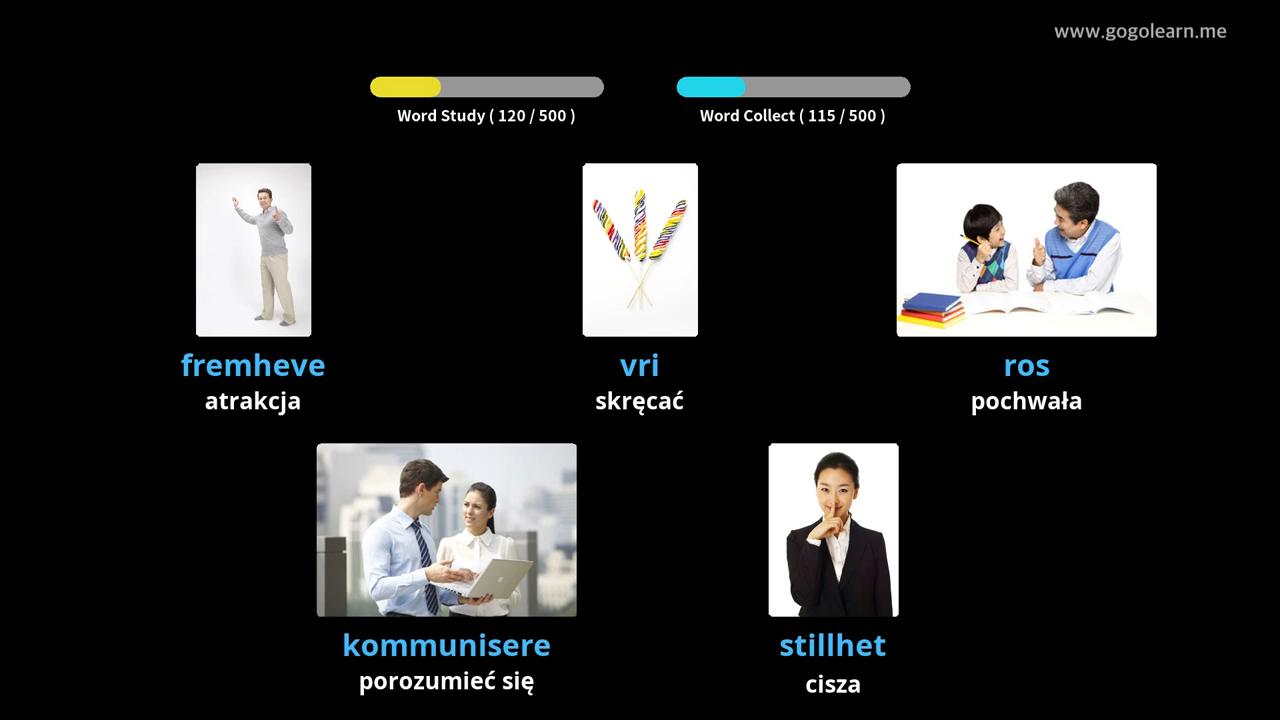 www.gogolearn.me
Word Study ( 120 / 500 )
Word Collect ( 115 / 500 )
fremheve
atrakcja
vri
skręcać
ros
pochwała
kommunisere
porozumieć się
stillhet
cisza